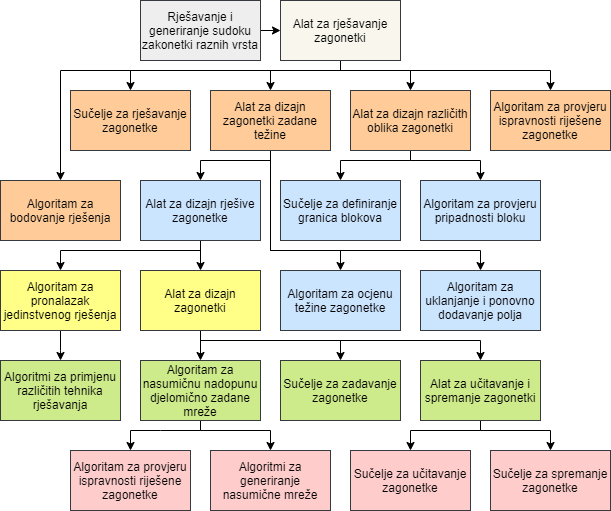 Rješavanje i
generiranje sudoku
zakonetki raznih vrsta
Alat za rješavanje
zagonetki
Sučelje za rješavanje
zagonetke
Alat za dizajn
zagonetki zadane
težine
Alat za dizajn različith
oblika zagonetki
Algoritam za provjeru
ispravnosti riješene
zagonetke
Algoritam za
bodovanje rješenja
Alat za dizajn rješive
zagonetke
Sučelje za definiranje
granica blokova
Algoritam za provjeru
pripadnosti bloku
Algoritam za
pronalazak
jedinstvenog rješenja
Alat za dizajn
zagonetki
Algoritam za ocjenu
težine zagonetke
Algoritam za
uklanjanje i ponovno
dodavanje polja
Algoritmi za primjenu
različitih tehnika
rješavanja
Algoritam za
nasumičnu nadopunu
djelomično zadane
mreže
Sučelje za zadavanje
zagonetke
Alat za učitavanje i
spremanje zagonetki
Algoritam za provjeru
ispravnosti riješene
zagonetke
Algoritmi za
generiranje
nasumične mreže
Sučelje za učitavanje
zagonetke
Sučelje za spremanje
zagonetke